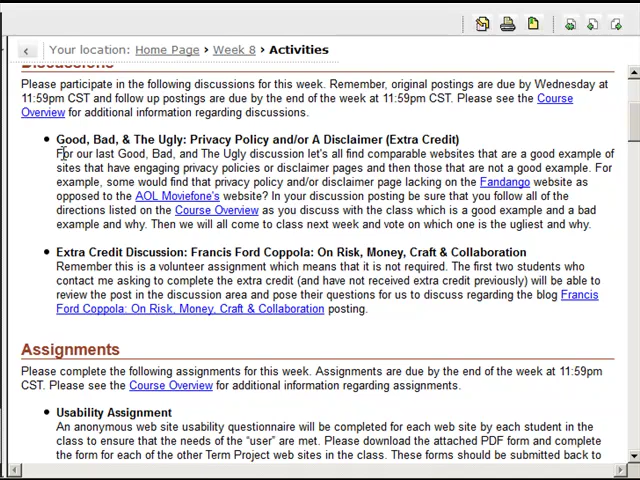 Your location: Home Page > Week 8 > Activities
Discussions
Please participate in the following discussions for this week. Remember, original postings are due by Wednesday at
11:59pm CST and follow up postings are due by the end of the week at 11:59pm CST. Please see the Course
Overview for additional information regarding discussions.
• Good, Bad, & The Ugly: Privacy Policy and/or A Disclaimer (Extra Credit)
For our last Good, Bad, and The Ugly discussion let's all find comparable websites that are a good example of
sites that have engaging privacy policies or disclaimer pages and then those that are not a good example. For
example, some would find that privacy policy and/or disclaimer page lacking on the Fandango website as
opposed to the AOL Moviefone's website? In your discussion posting be sure that you follow all of the
directions listed on the Course Overview as you discuss with the class which is a good example and a bad
example and why. Then we will all come to class next week and vote on which one is the ugliest and why.
• Extra Credit Discussion: Francis Ford Coppola: On Risk, Money, Craft & Collaboration
Remember this is a volunteer assignment which means that it is not required. The first two students who
contact me asking to complete the extra credit (and have not received extra credit previously) will be able to
review the post in the discussion area and pose their questions for us to discuss regarding the blog Francis
Ford Coppola: On Risk, Money, Craft & Collaboration posting.
Assignments
Please complete the following assignments for this week. Assignments are due by the end of the week at 11:59pm
CST. Please see the Course Overview for additional information regarding assignments.
• Usability Assignment
An anonymous web site usability questionnaire will be completed for each web site by each student in the
class to ensure that the needs of the “user” are met. Please download the attached PDF form and complete
the form for each of the other Term Project web sites in the class. These forms should be submitted back to